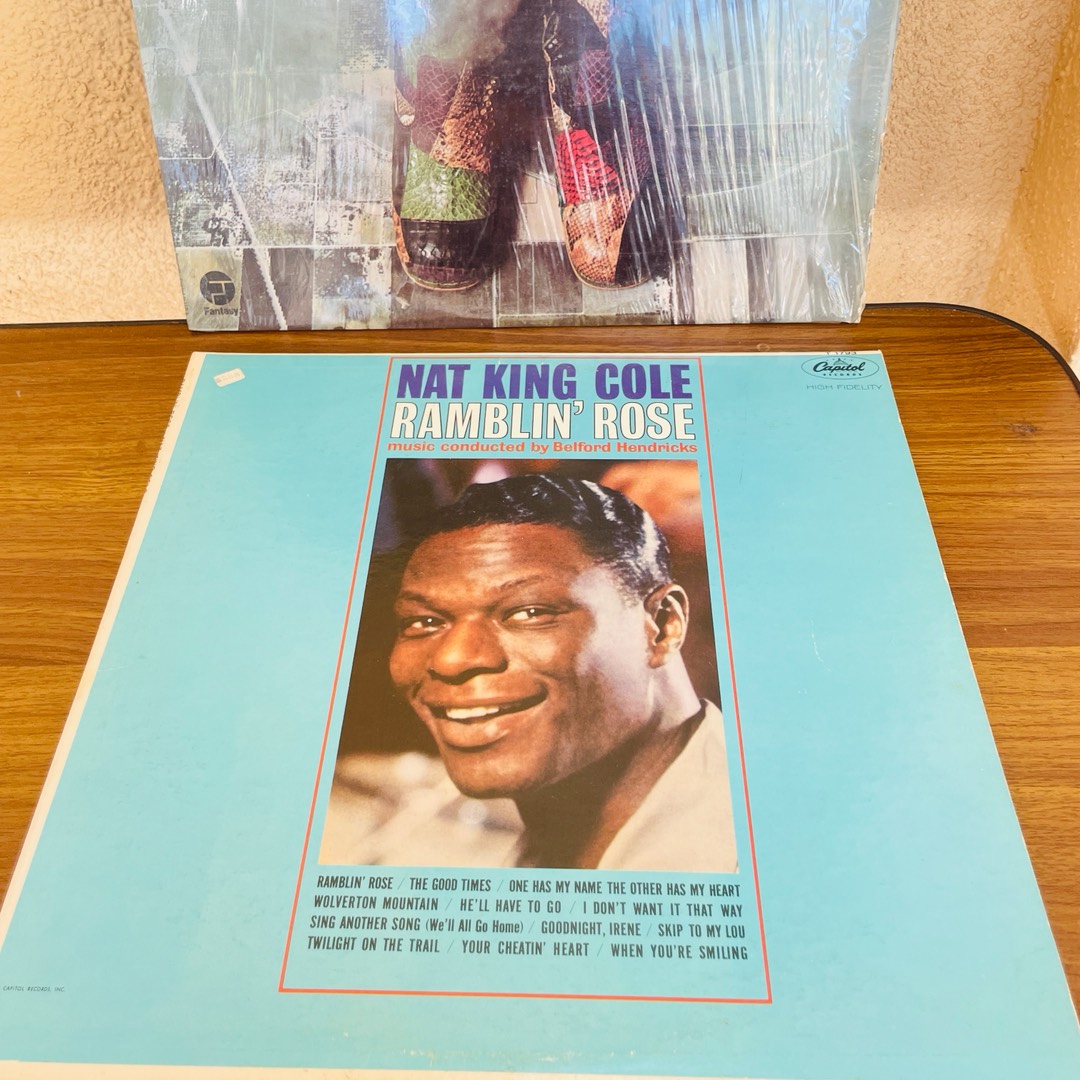 Fantasy
T 1793
Capitol
RECORDS
HIGH FIDELITY
NAT KING COLE
RAMBLIN' ROSE
music conducted by Belford Hendricks
RAMBLIN' ROSE / THE GOOD TIMES / ONE HAS MY NAME THE OTHER HAS MY HEART
WOLVERTON MOUNTAIN / HE'LL HAVE TO GO / I DON'T WANT IT THAT WAY
SING ANOTHER SONG (We'll All Go Home) / GOODNIGHT, IRENE / SKIP TO MY LOU
TWILIGHT ON THE TRAIL / YOUR CHEATIN' HEART / WHEN YOU'RE SMILING
CAPITOL RECORDS, INC.